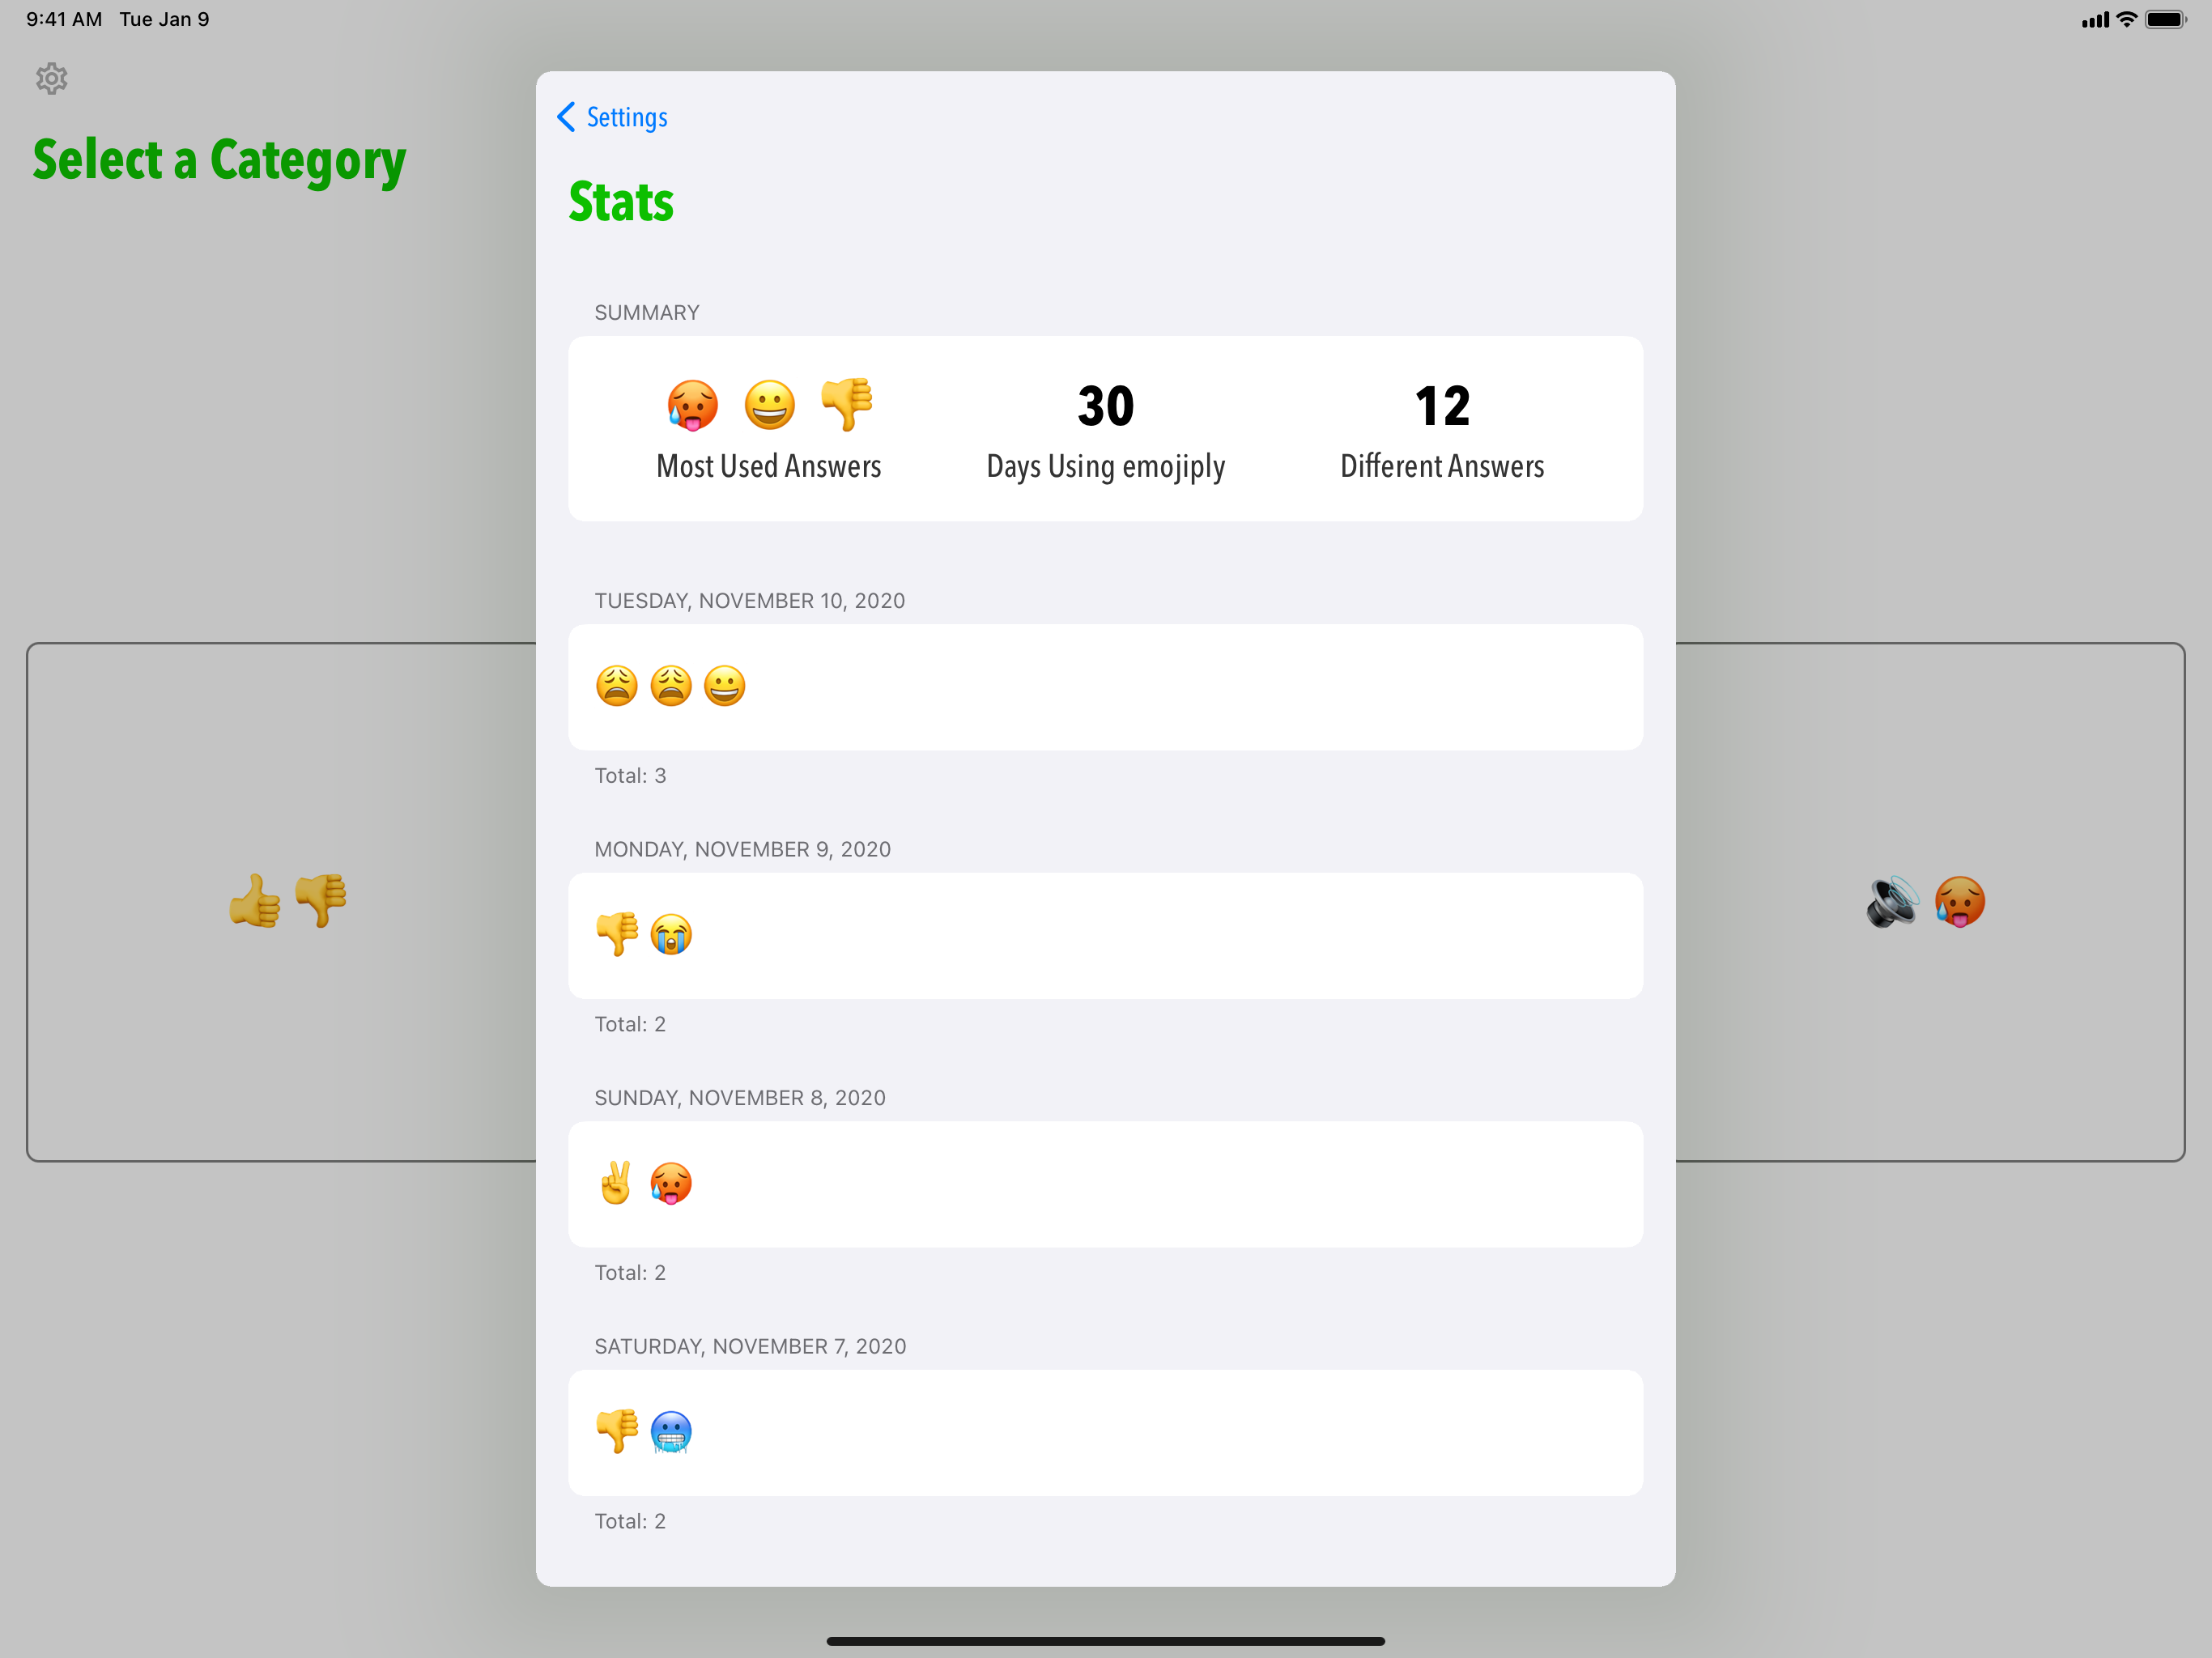 9:41 AM Tue Jan 9
Select a Category
Settings
Stats
SUMMARY
🥵 😀 👎 30 12
Most Used Answers Days Using emojiply Different Answers
TUESDAY, NOVEMBER 10, 2020
😩 😩 😀
Total: 3
MONDAY, NOVEMBER 9, 2020
👎 😭
Total: 2
SUNDAY, NOVEMBER 8, 2020
✌️ 🥵
Total: 2
SATURDAY, NOVEMBER 7, 2020
👎 🥶
Total: 2
👍 👎
🔊 🥵